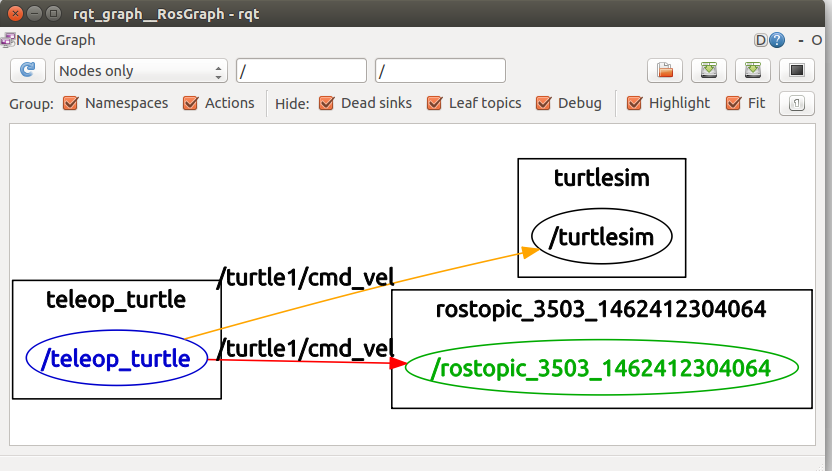 rqt_graph__RosGraph - rqt
Node Graph
D ? - O
Nodes only / /
Group: Namespaces Actions Hide: Dead sinks Leaf topics Debug Highlight Fit
turtlesim
/turtlesim
/turtle1/cmd_vel
teleop_turtle
rostopic_3503_1462412304064
/turtle1/cmd_vel
/teleop_turtle
/rostopic_3503_1462412304064